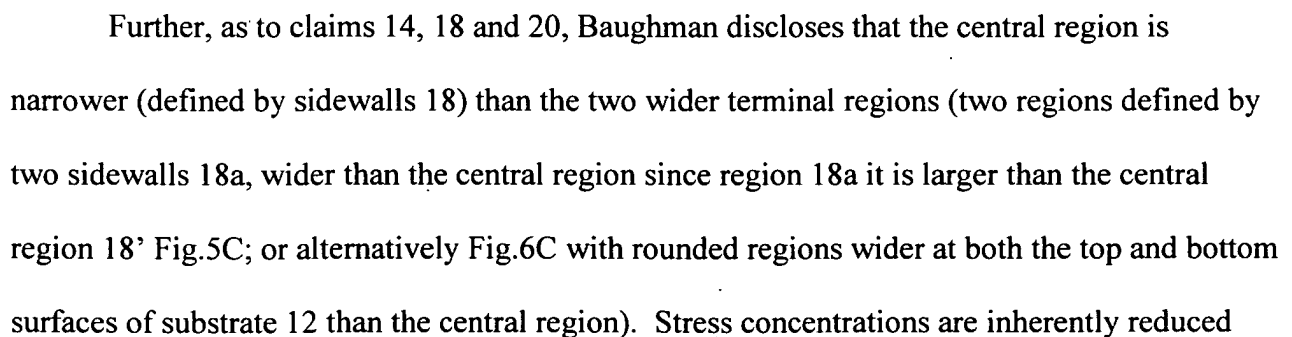 Further, as to claims 14, 18 and 20, Baughman discloses that the central region is
narrower (defined by sidewalls 18) than the two wider terminal regions (two regions defined by
two sidewalls 18a, wider than the central region since region 18a it is larger than the central
region 18' Fig.5C; or alternatively Fig.6C with rounded regions wider at both the top and bottom
surfaces of substrate 12 than the central region). Stress concentrations are inherently reduced